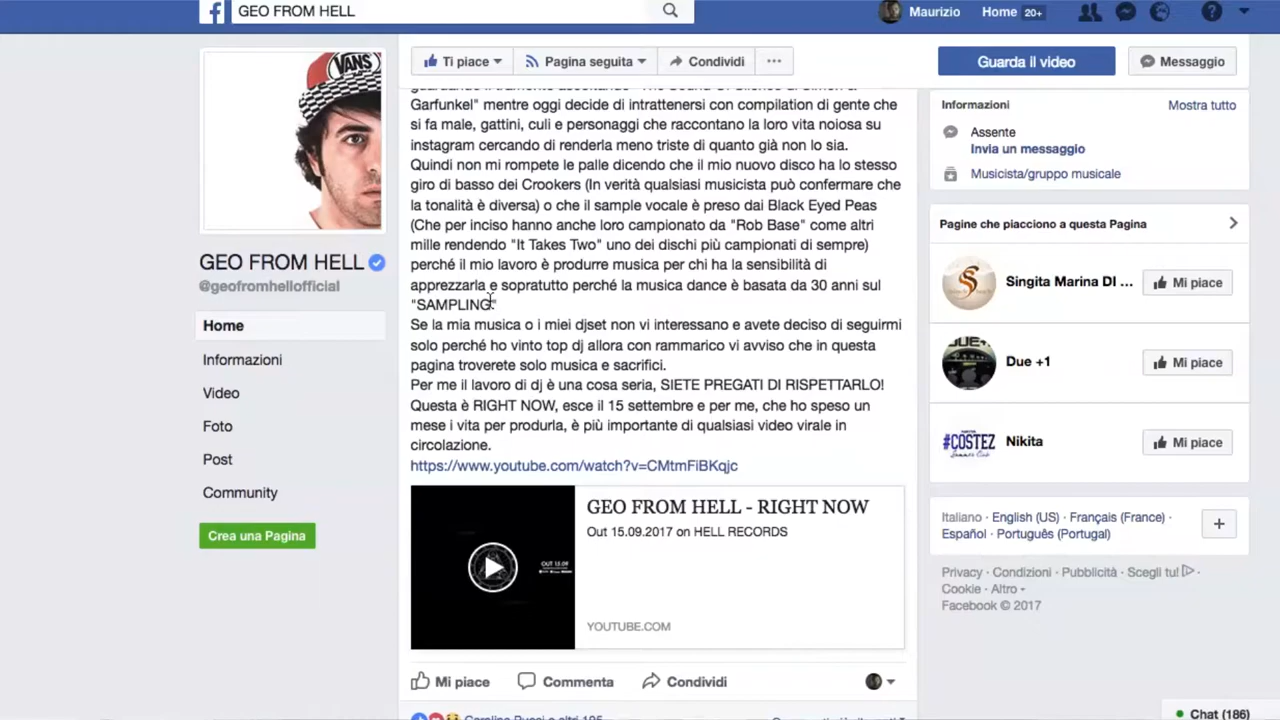 GEO FROM HELL
Maurizio
Home 20+
VANS
Ti piace
Pagina seguita
Condividi
Guarda il video
Messaggio
GEO FROM HELL
@geofromhellofficial
Home
Informazioni
Video
Foto
Post
Community
Crea una Pagina
Garfunkel" mentre oggi decide di intrattenersi con compilation di gente che
si fa male, gattini, culi e personaggi che raccontano la loro vita noiosa su
instagram cercando di renderla meno triste di quanto già non lo sia.
Quindi non mi rompete le palle dicendo che il mio nuovo disco ha lo stesso
giro di basso dei Crookers (In verità qualsiasi musicista può confermare che
la tonalità è diversa) o che il sample vocale è preso dai Black Eyed Peas
(Che per inciso hanno anche loro campionato da "Rob Base" come altri
mille rendendo "It Takes Two" uno dei dischi più campionati di sempre)
perché il mio lavoro è produrre musica per chi ha la sensibilità di
apprezzarla e sopratutto perché la musica dance è basata da 30 anni sul
"SAMPLING"
Se la mia musica o i miei djset non vi interessano e avete deciso di seguirmi
solo perché ho vinto top dj allora con rammarico vi avviso che in questa
pagina troverete solo musica e sacrifici.
Per me il lavoro di dj è una cosa seria, SIETE PREGATI DI RISPETTARLO!
Questa è RIGHT NOW, esce il 15 settembre e per me, che ho speso un
mese i vita per produrla, è più importante di qualsiasi video virale in
circolazione.
https://www.youtube.com/watch?v=CMtmFiBKqjc
OUT 15.09
GEO FROM HELL - RIGHT NOW
Out 15.09.2017 on HELL RECORDS
YOUTUBE.COM
Mi piace
Commenta
Condividi
Informazioni
Mostra tutto
Assente
Invia un messaggio
Musicista/gruppo musicale
Pagine che piacciono a questa Pagina
Singita Marina DI ...
Mi piace
DUE+1
Due +1
Mi piace
#COSTEZ
Nikita
Mi piace
Italiano · English (US) · Français (France) ·
Español · Português (Portugal)
Privacy · Condizioni · Pubblicità · Scegli tu! ·
Cookie · Altro
Facebook © 2017
Chat (186)